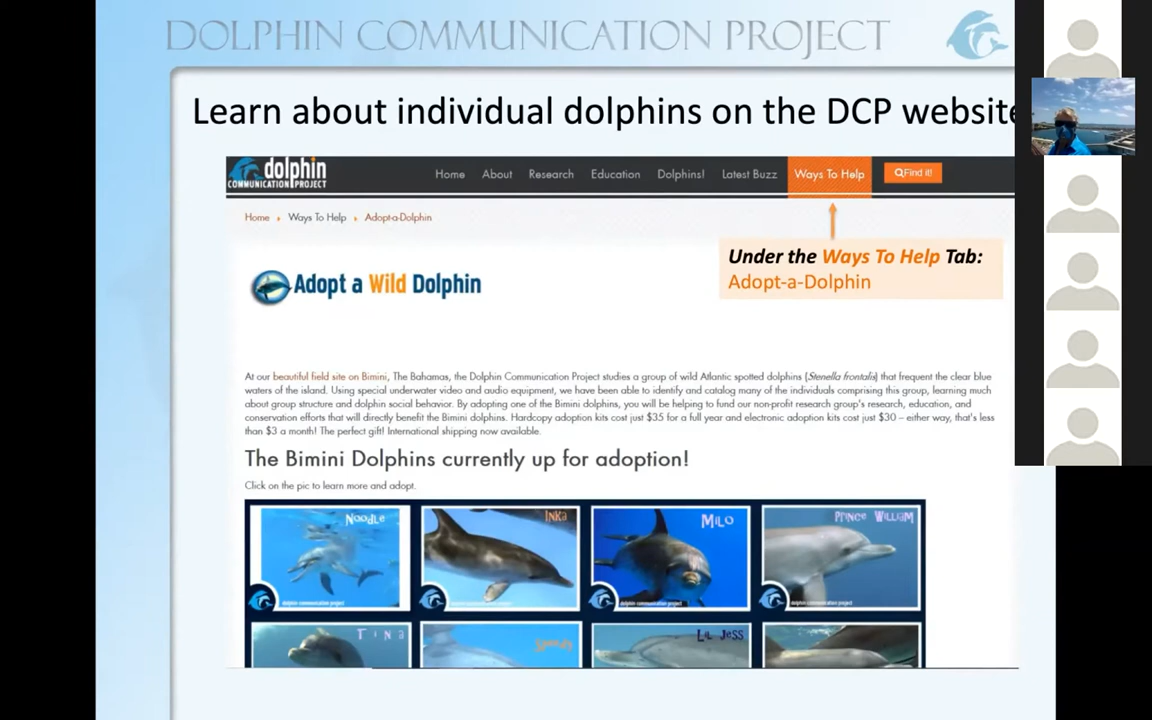 DOLPHIN COMMUNICATION PROJECT
Learn about individual dolphins on the DCP website
dolphin
COMMUNICATION PROJECT
Home About Research Education Dolphins! Latest Buzz Ways To Help Find it!
Home Ways To Help Adopt-a-Dolphin
Under the Ways To Help Tab:
Adopt-a-Dolphin
Adopt a Wild Dolphin
At our beautiful field site on Bimini, The Bahamas, the Dolphin Communication Project studies a group of wild Atlantic spotted dolphins (Stenella frontalis) that frequent the clear blue
waters of the island. Using special underwater video and audio equipment, we have been able to identify and catalog many of the individuals comprising this group, learning much
about group structure and dolphin social behavior. By adopting one of the Bimini dolphins, you will be helping to fund our non-profit research group's research, education, and
conservation efforts that will directly benefit the Bimini dolphins. Hardcopy adoption kits cost just $35 for a full year and electronic adoption kits cost just $30 – either way, that's less
than $3 a month! The perfect gift! International shipping now available.
The Bimini Dolphins currently up for adoption!
Click on the pic to learn more and adopt.
Noodle Inka Milo Prince William
dolphin communication project dolphin communication project dolphin communication project
Tina Lil Jess